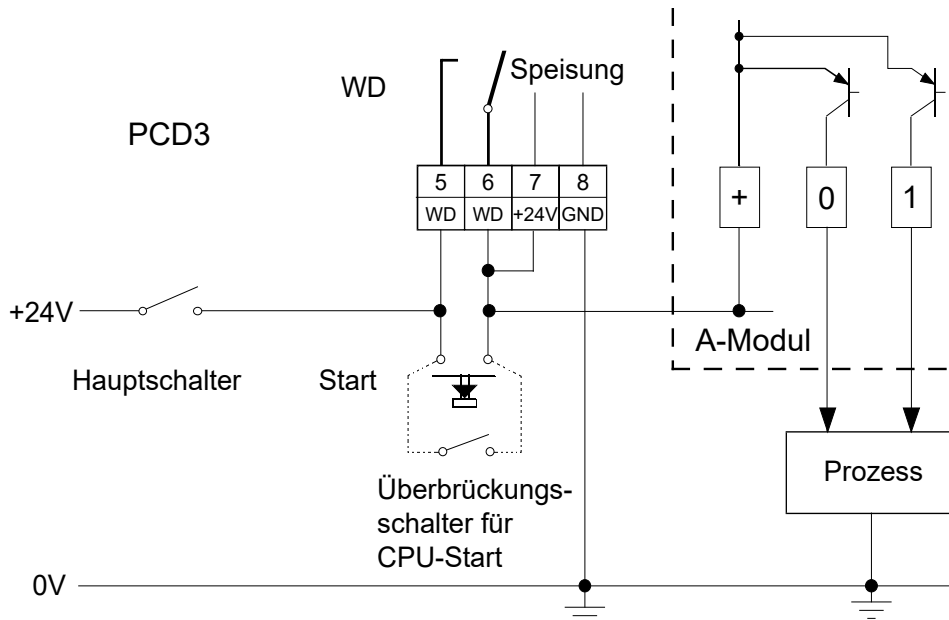 WD
Speisung
PCD3
5 6 7 8
WD WD +24V GND
+ 0 1
+24V
A-Modul
Hauptschalter
Start
Überbrückungs-
schalter für
CPU-Start
Prozess
0V